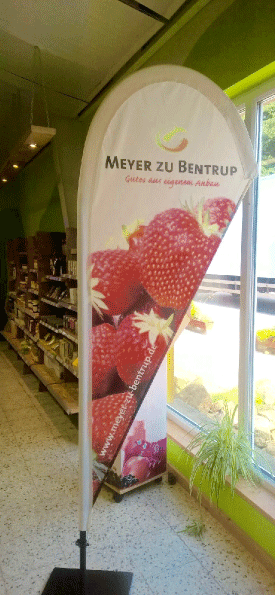 MEYER ZU BENTRUP
Gutes aus eigenem Anbau
www.meyer-zu-bentrup.de